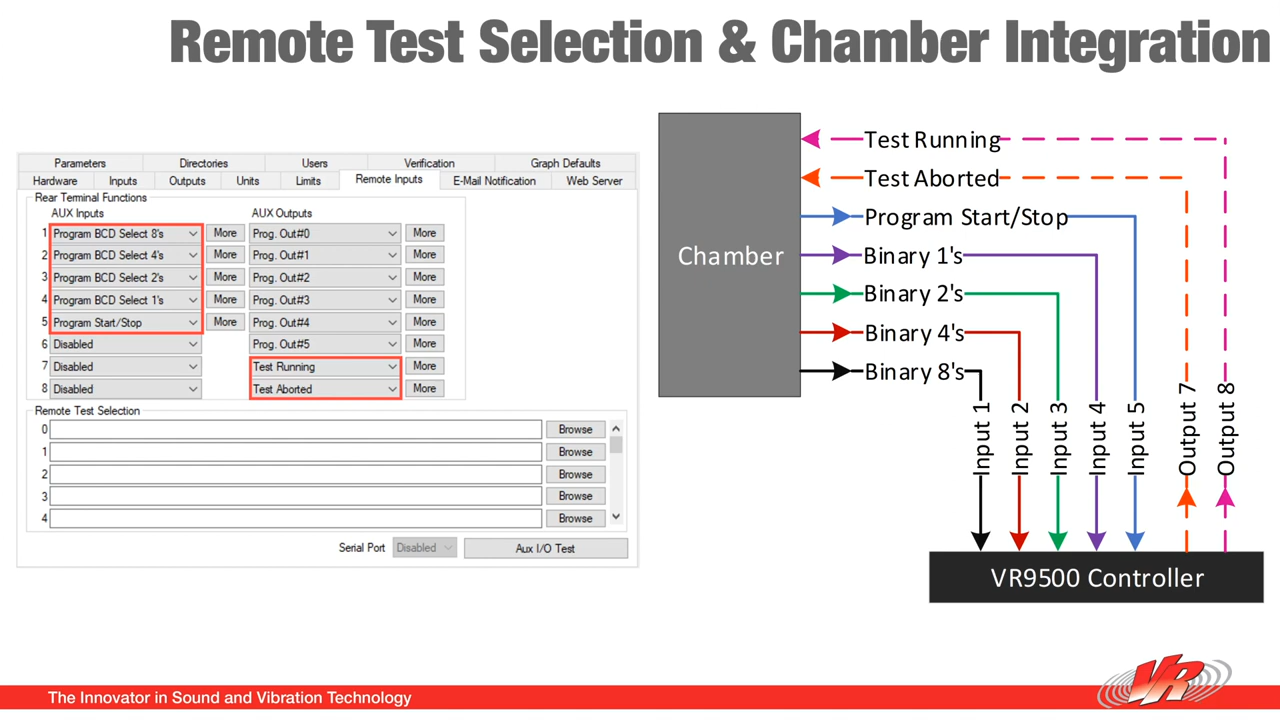 Remote Test Selection & Chamber Integration
Parameters Directories Users Verification Graph Defaults
Hardware Inputs Outputs Units Limits Remote Inputs E-Mail Notification Web Server
Rear Terminal Functions
AUX Inputs AUX Outputs
1 Program BCD Select 8's More Prog. Out#0 More
2 Program BCD Select 4's More Prog. Out#1 More
3 Program BCD Select 2's More Prog. Out#2 More
4 Program BCD Select 1's More Prog. Out#3 More
5 Program Start/Stop More Prog. Out#4 More
6 Disabled Prog. Out#5 More
7 Disabled Test Running More
8 Disabled Test Aborted More
Remote Test Selection
0 Browse
1 Browse
2 Browse
3 Browse
4 Browse
Serial Port Disabled Aux I/O Test
Chamber
Test Running
Test Aborted
Program Start/Stop
Binary 1's
Binary 2's
Binary 4's
Binary 8's
Input 1
Input 2
Input 3
Input 4
Input 5
Output 7
Output 8
VR9500 Controller
The Innovator in Sound and Vibration Technology
VR